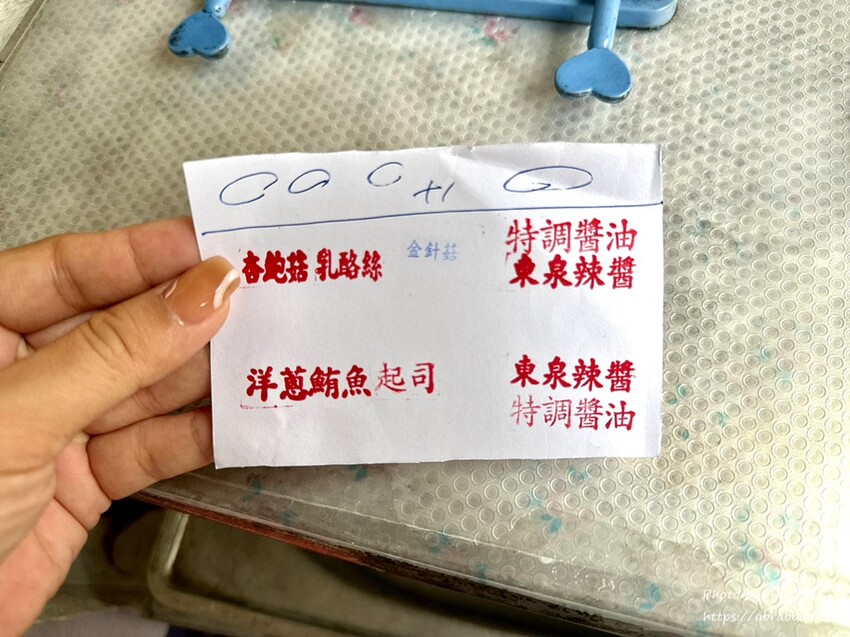 +1
杏鮑菇 乳酪絲 金針菇 特調醬油
東泉辣醬
洋蔥鮪魚起司 東泉辣醬
特調醬油